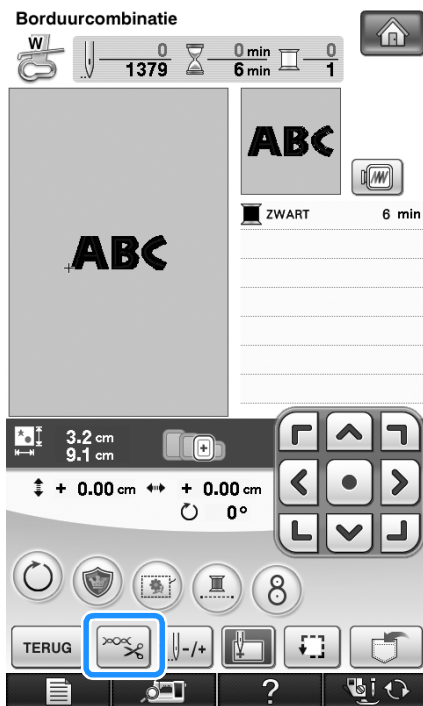 Borduurcombinatie
W
0 0 min 0
1379 6 min 1
ABC
ABC
ZWART 6 min
3.2 cm
9.1 cm
+ 0.00 cm + 0.00 cm
0°
8
TERUG -/+
?